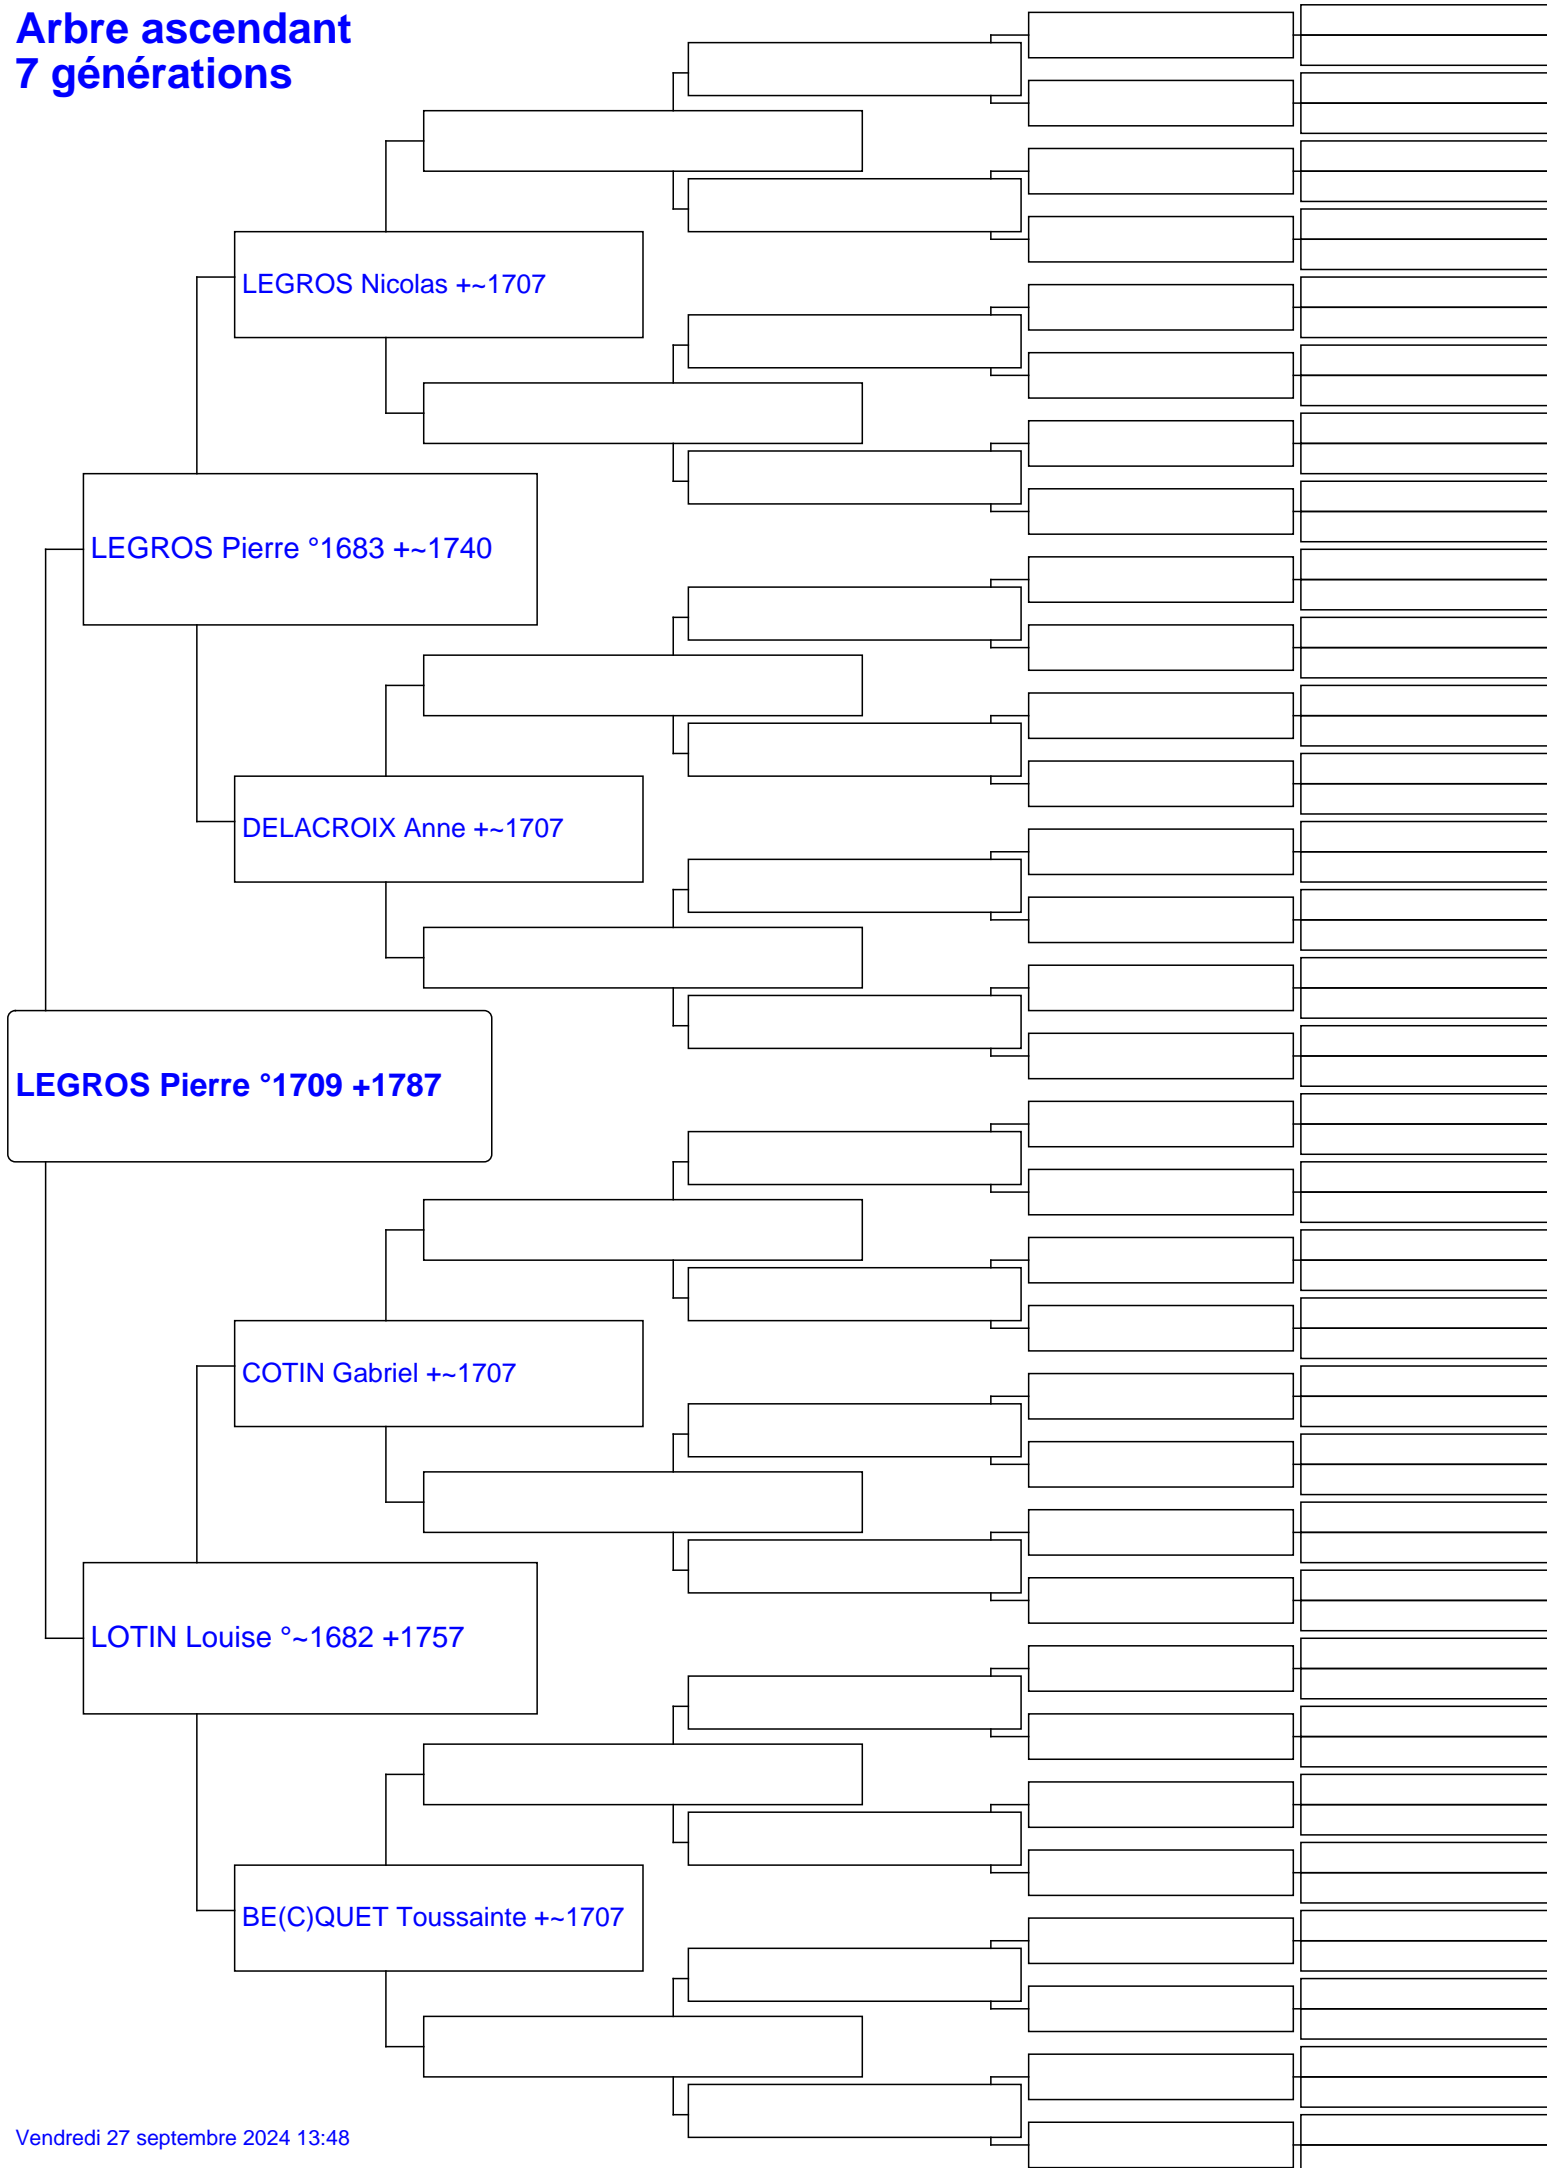 Arbre ascendant
7 générations
LEGROS Nicolas +~1707
LEGROS Pierre °1683 +~1740
DELACROIX Anne +~1707
LEGROS Pierre °1709 +1787
COTIN Gabriel +~1707
LOTIN Louise °~1682 +1757
BE(C)QUET Toussainte +~1707
Vendredi 27 septembre 2024 13:48